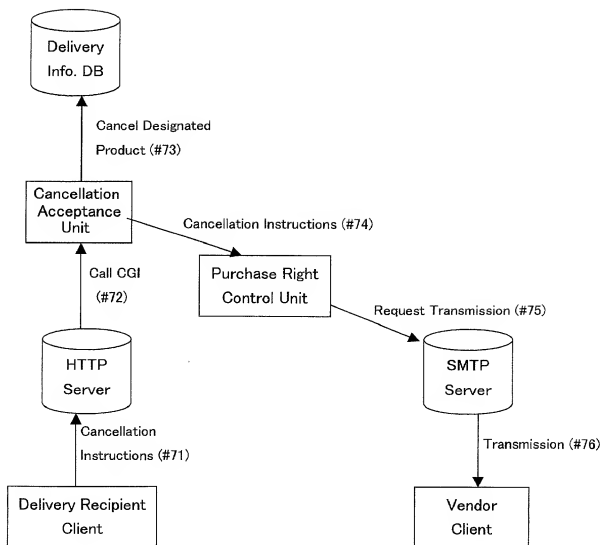 Delivery
Info. DB
Cancel Designated
Product (#73)
Cancellation
Acceptance
Unit
Cancellation Instructions (#74)
Call CGI
(#72)
Purchase Right
Control Unit
Request Transmission (#75)
HTTP
Server
SMTP
Server
Cancellation
Instructions (#71)
Transmission (#76)
Delivery Recipient
Client
Vendor
Client